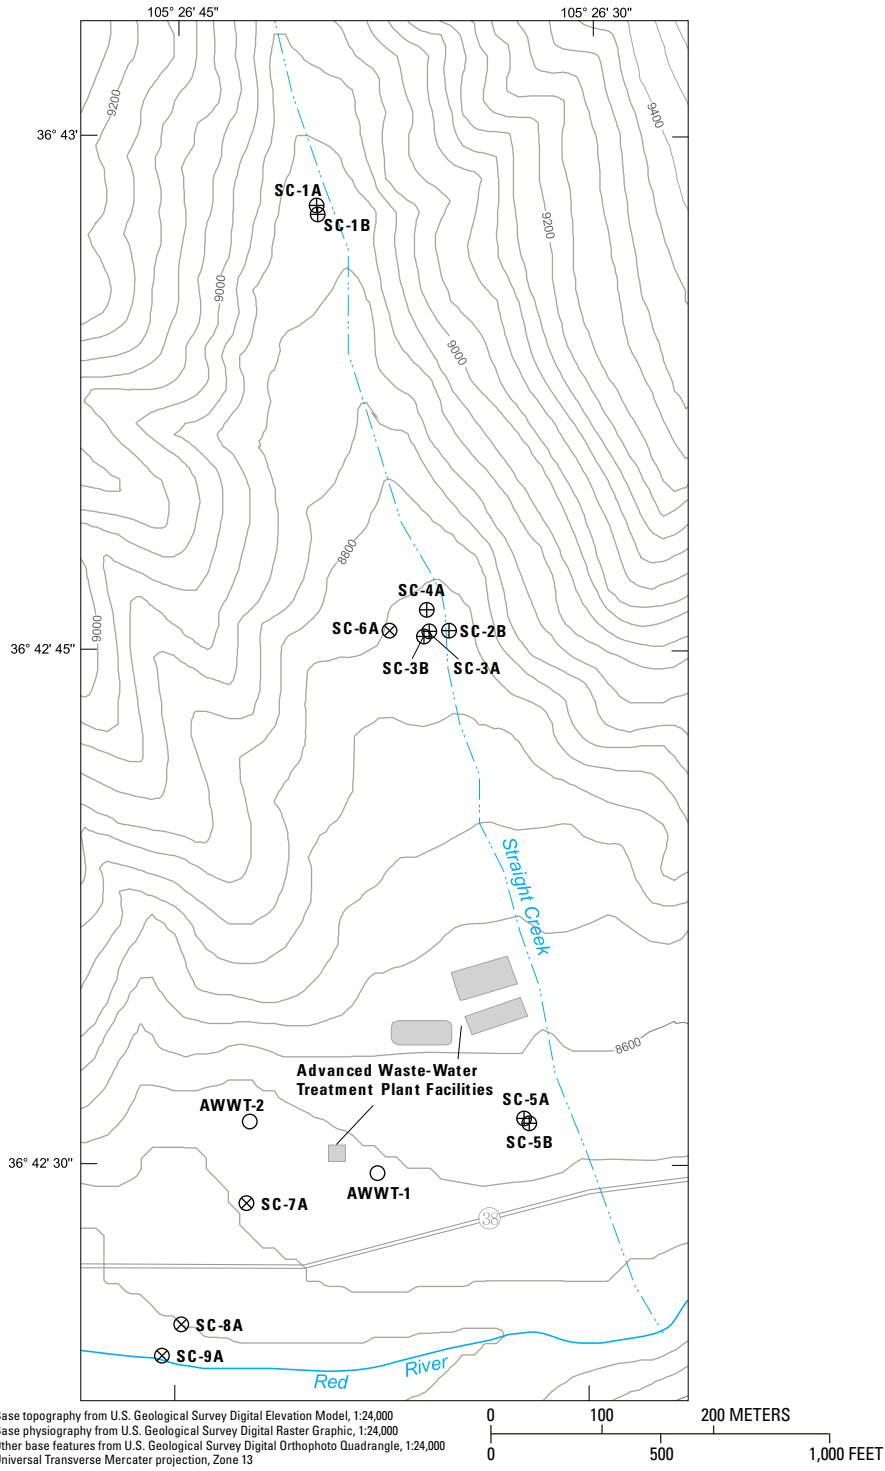 105° 26' 45"
105° 26' 30"
9200
9400
36° 43'
SC-1A
SC-1B
9200
9000
9000
8800
SC-4A
SC-6A
SC-2B
9000
36° 42' 45"
SC-3B
SC-3A
Straight Creek
8600
Advanced Waste-Water
Treatment Plant Facilities
SC-5A
AWWT-2
SC-5B
36° 42' 30"
AWWT-1
SC-7A
38
SC-8A
SC-9A
River
Red
ase topography from U.S. Geological Survey Digital Elevation Model, 1:24,000
ase physiography from U.S. Geological Survey Digital Raster Graphic, 1:24,000
ther base features from U.S. Geological Survey Digital Orthophoto Quadrangle, 1:24,000
niversal Transverse Mercater projection, Zone 13
0 100 200 METERS
0 500 1,000 FEET